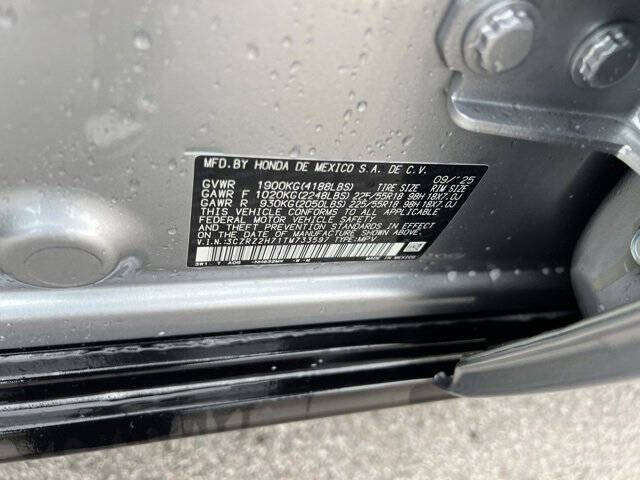 MFD.BY HONDA DE MEXICO S.A. DE C.V.
09/'25
GVWR 1900KG(4188LBS) TIRE SIZE RIM SIZE
GAWR F 1020KG(2248LBS) 225/55R18 98H 18X7.0J
GAWR R 930KG(2050LBS) 225/55R18 98H 18X7.0J
THIS VEHICLE CONFORMS TO ALL APPLICABLE
FEDERAL MOTOR VEHICLE SAFETY AND
THEFT PREVENTION STANDARDS IN EFFECT ON
THE DATE OF MANUFACTURE SHOWN ABOVE.
V.I.N.:3CZRZ2H71TM733597 TYPE:MPV
MADE IN MEXICO